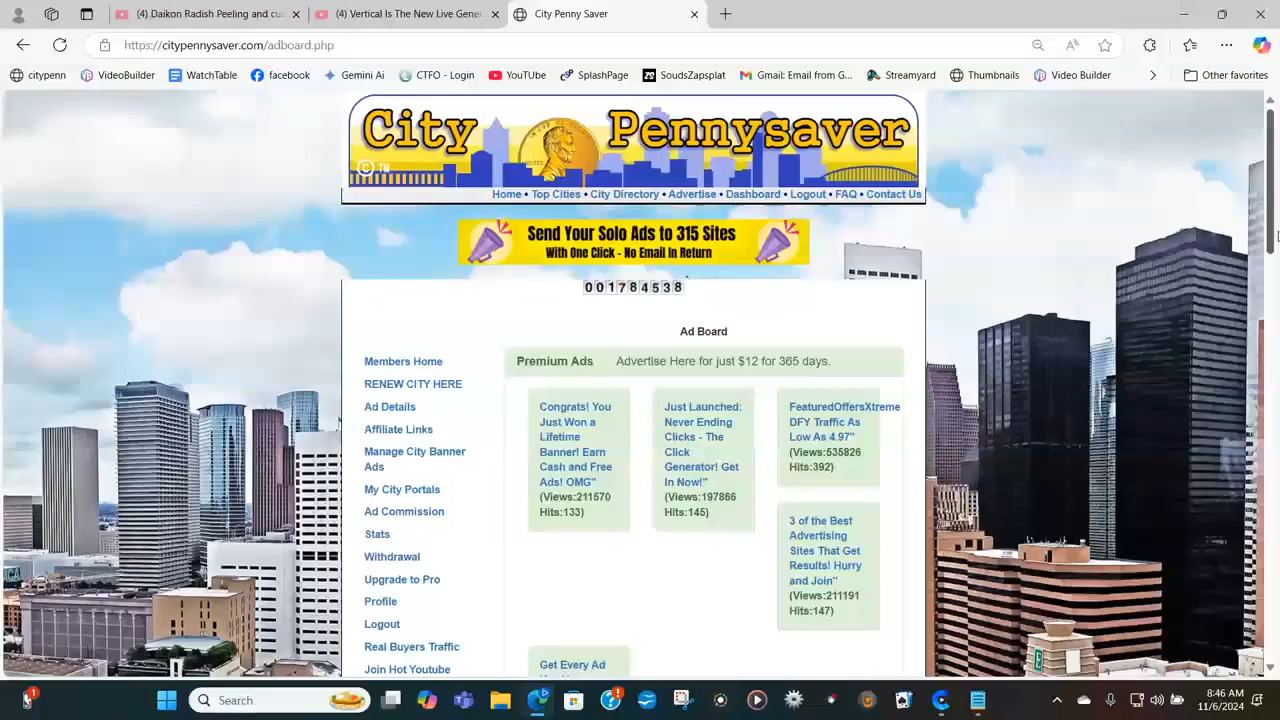 (4) Daikon Radish Peeling and cu
(4) Vertical Is The New Live Gene
City Penny Saver
https://citypennysaver.com/adboard.php
citypenn
VideoBuilder
WatchTable
facebook
Gemini Ai
CTFO - Login
YouTUBE
SplashPage
SoudsZapsplat
Gmail: Email from G...
Streamyard
Thumbnails
Video Builder
Other favorites
City Pennysaver
© ™
Home • Top Cities • City Directory • Advertise • Dashboard • Logout • FAQ • Contact Us
Send Your Solo Ads to 315 Sites
With One Click - No Email In Return
001784538
Ad Board
Members Home
RENEW CITY HERE
Ad Details
Affiliate Links
Manage City Banner
Ads
My City Portals
Ad Commission
Stats
Withdrawal
Upgrade to Pro
Profile
Logout
Real Buyers Traffic
Join Hot Youtube
Premium Ads Advertise Here for just $12 for 365 days.
Congrats! You
Just Won a
Lifetime
Banner! Earn
Cash and Free
Ads! OMG"
(Views:211570
Hits:133)
Just Launched:
Never Ending
Clicks - The
Click
Generator! Get
In Now!"
(Views:197866
Hits:145)
FeaturedOffersXtreme
DFY Traffic As
Low As 4.97"
(Views:535826
Hits:392)
3 of the Best
Advertising
Sites That Get
Results! Hurry
and Join"
(Views:211191
Hits:147)
Get Every Ad
Search
8:46 AM
11/6/2024